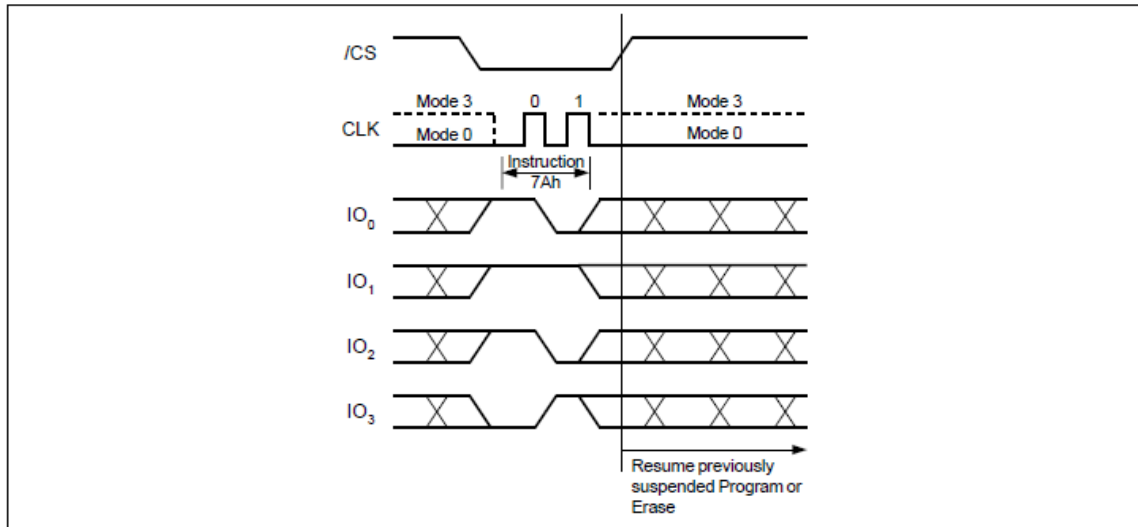 /CS
Mode 3 0 1 Mode 3
CLK
Mode 0 Mode 0
Instruction
7Ah
IO0
IO1
IO2
IO3
Resume previously
suspended Program or
Erase